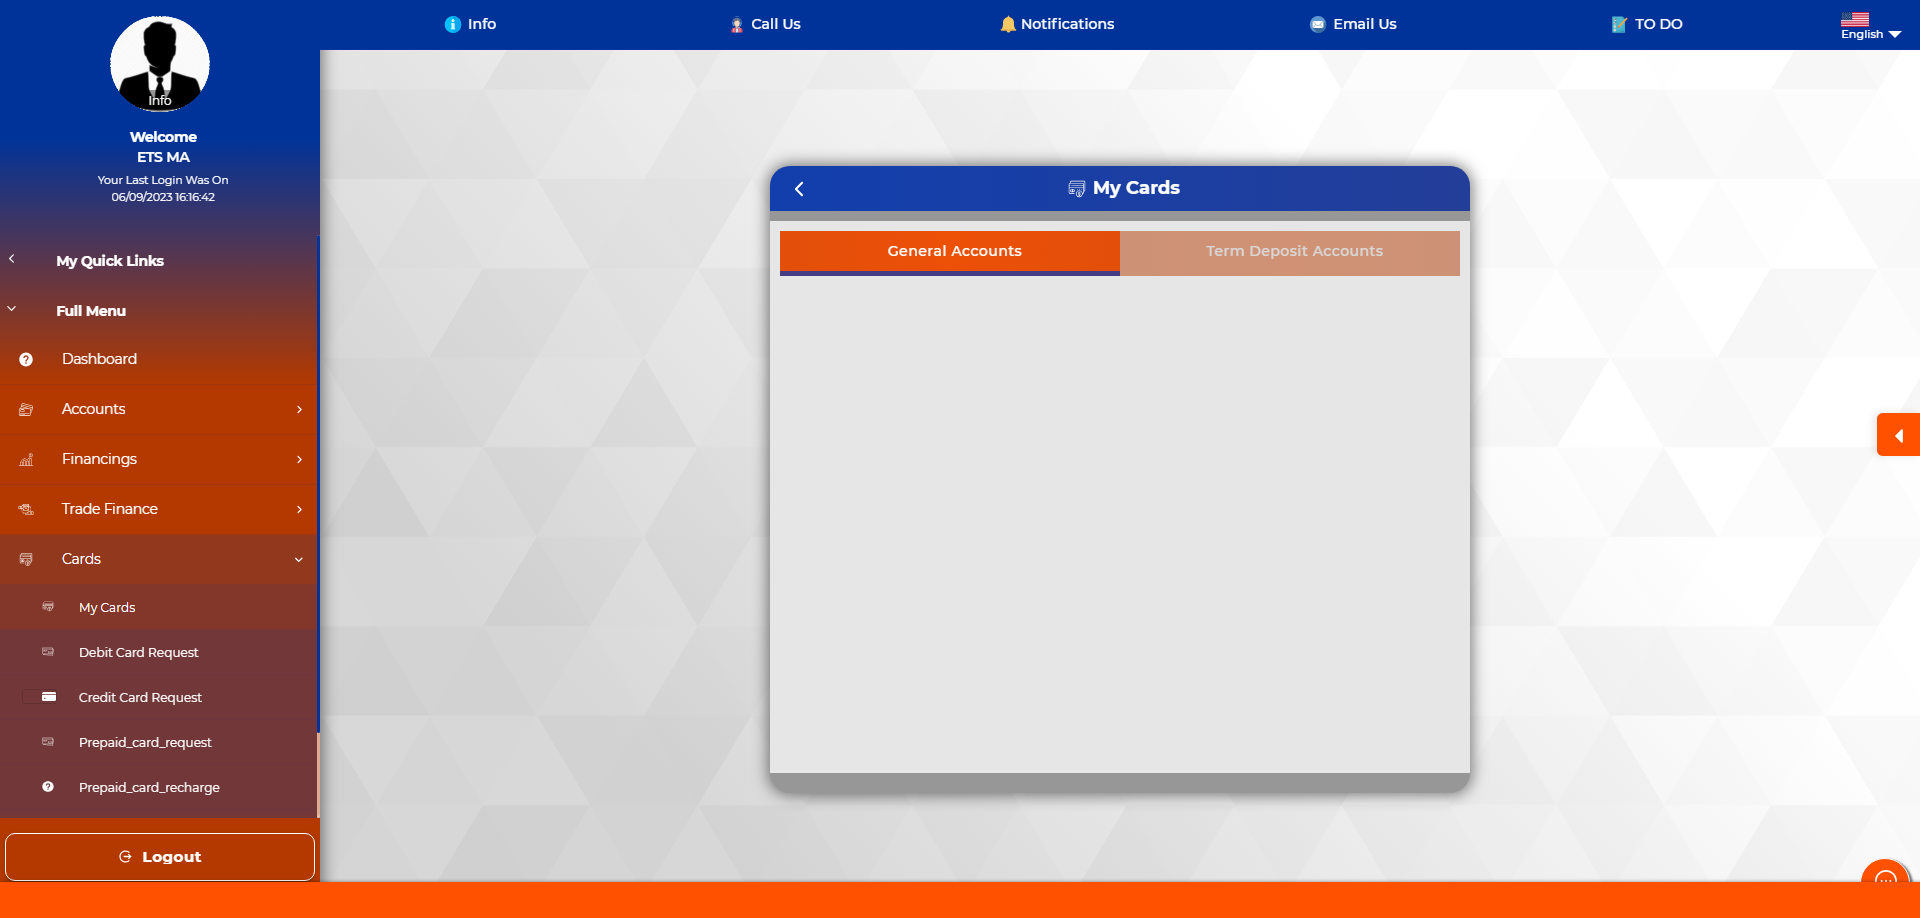 Info
Call Us
Notifications
Email Us
TO DO
English
Info
Welcome
ETS MA
Your Last Login Was On
06/09/2023 16:16:42
My Quick Links
Full Menu
Dashboard
Accounts
Financings
Trade Finance
Cards
My Cards
Debit Card Request
Credit Card Request
Prepaid_card_request
Prepaid_card_recharge
Logout
My Cards
General Accounts
Term Deposit Accounts